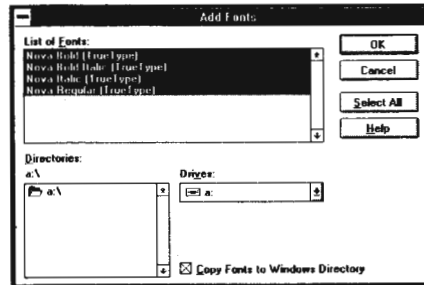 Add Fonts
List of Fonts:
Nova Bold (TrueType)
Nova Bold Italic (TrueType)
Nova Italic (TrueType)
Nova Regular (TrueType)
OK
Cancel
Select All
Help
Directories:
a:\
a:\
Drives:
a:
Copy Fonts to Windows Directory